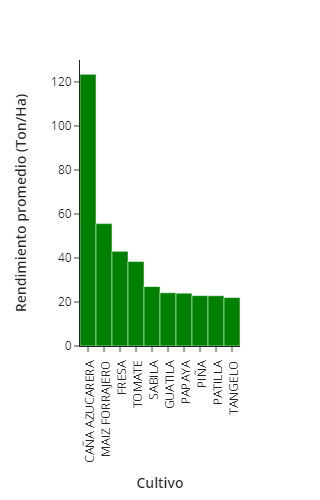 Rendimiento promedio (Ton/Ha)
120
100
80
60
40
20
0
CAÑA AZUCARERA
MAIZ FORRAJERO
FRESA
TOMATE
SABILA
GUATILA
PAPAYA
PIÑA
PATILLA
TANGELO
Cultivo